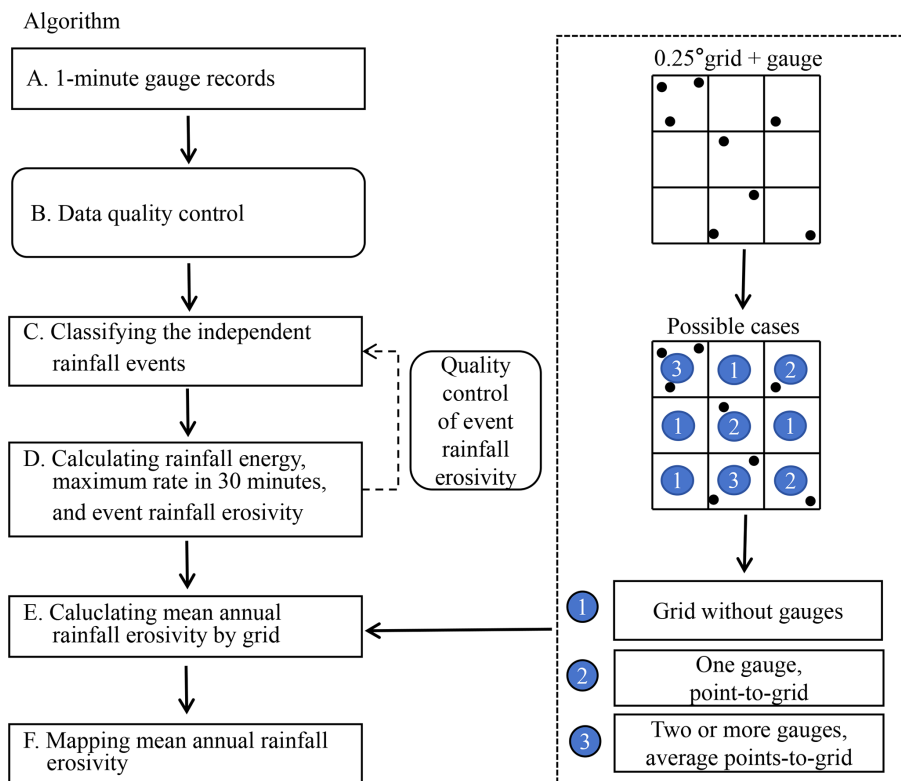 Algorithm
A. 1-minute gauge records
B. Data quality control
C. Classifying the independent
rainfall events
D. Calculating rainfall energy,
maximum rate in 30 minutes,
and event rainfall erosivity
Quality
control
of event
rainfall
erosivity
E. Caluclating mean annual
rainfall erosivity by grid
F. Mapping mean annual rainfall
erosivity
0.25°grid + gauge
Possible cases
3 1 2
1 2 1
1 3 2
1 Grid without gauges
2 One gauge,
point-to-grid
3 Two or more gauges,
average points-to-grid